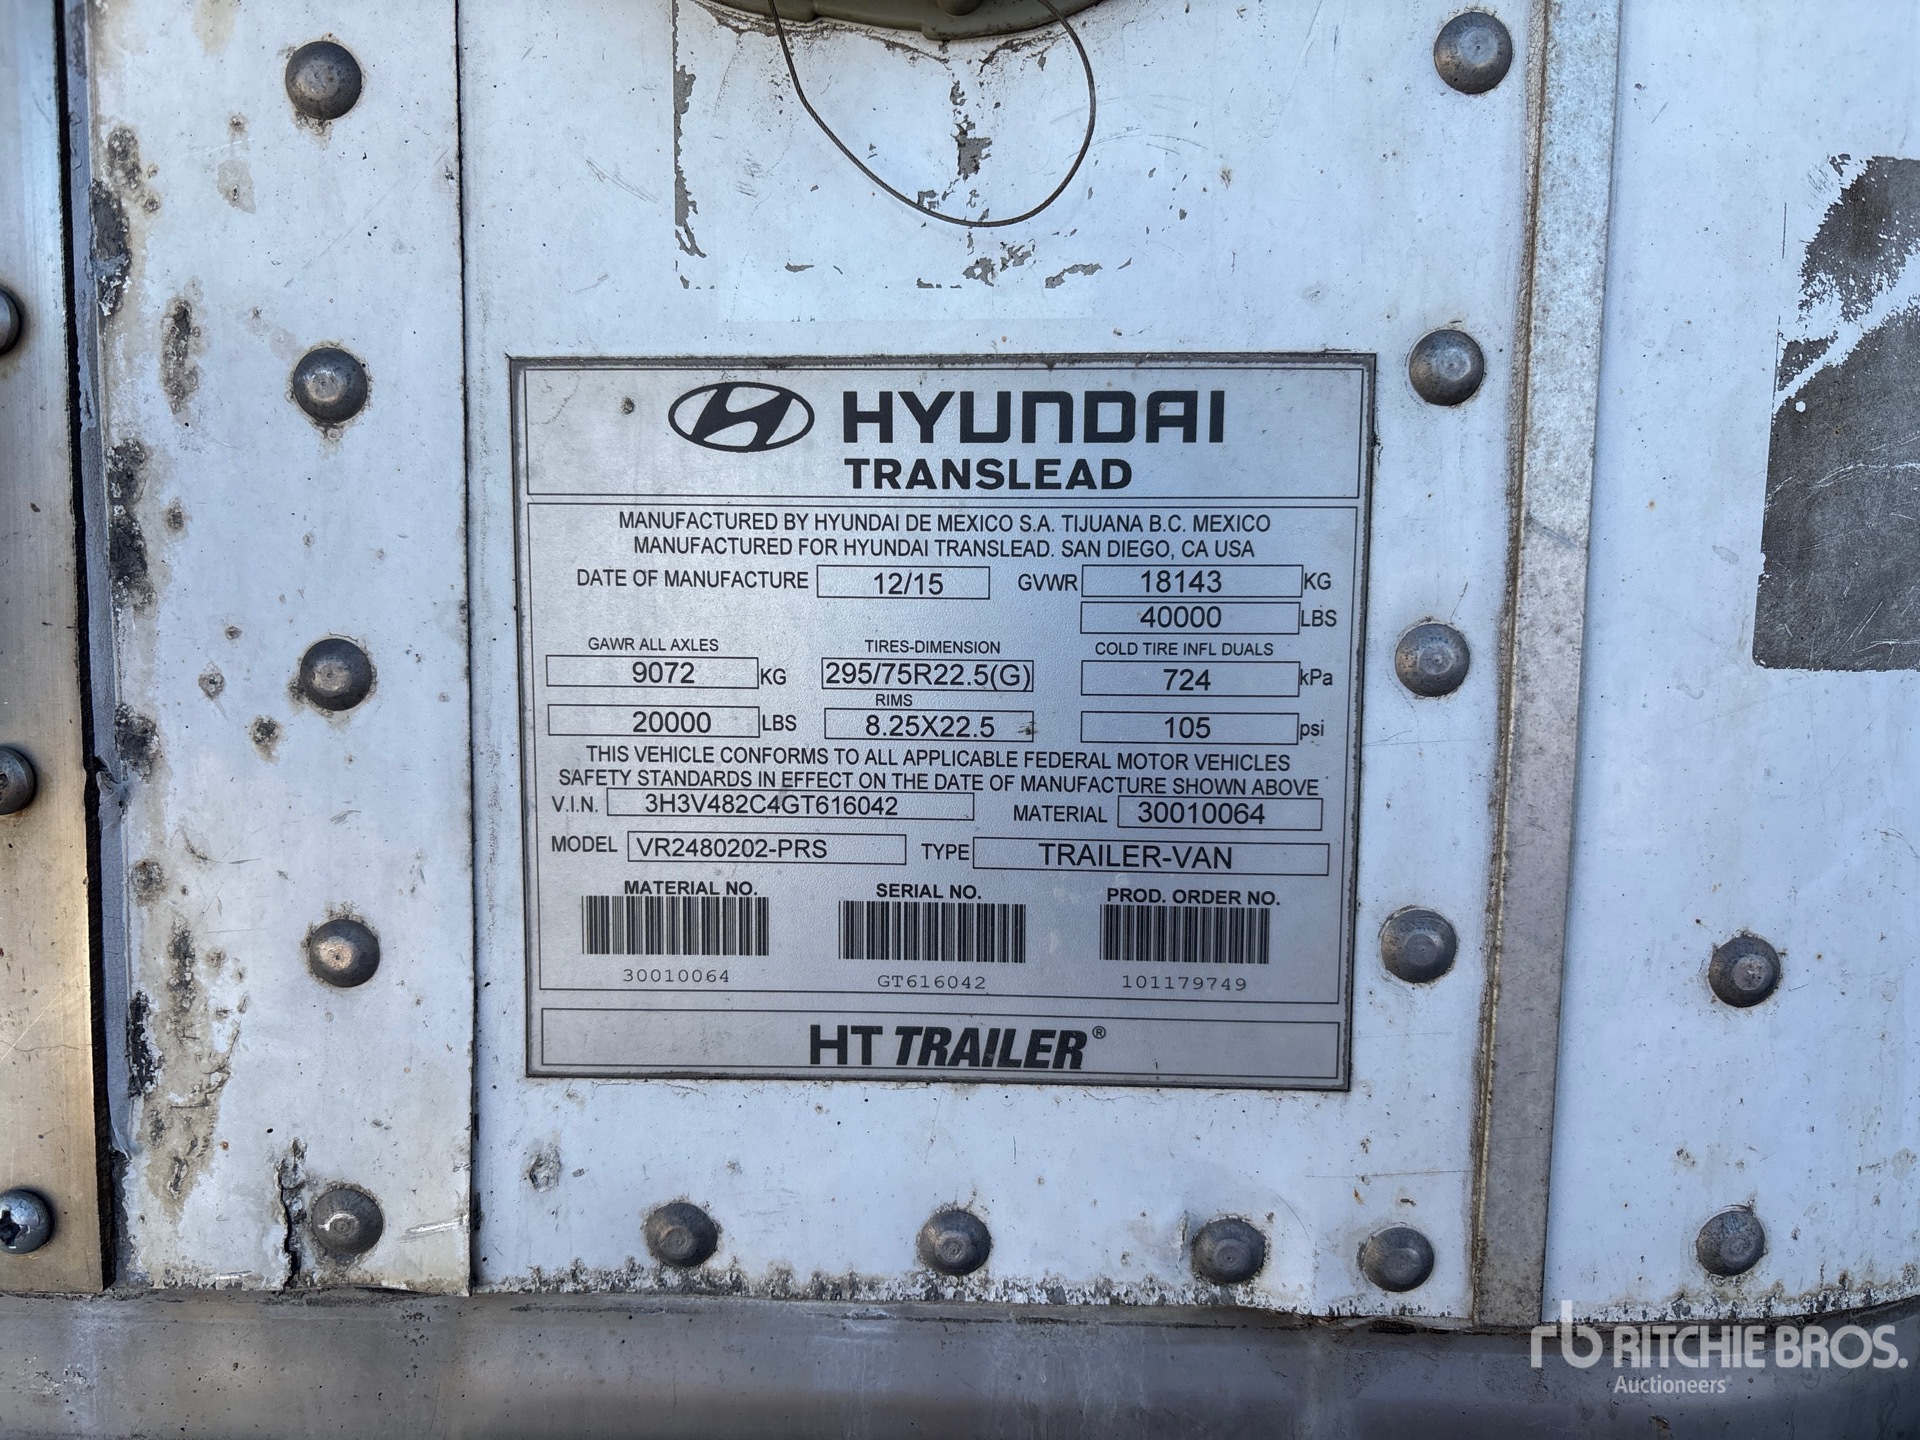 HYUNDAI
TRANSLEAD
MANUFACTURED BY HYUNDAI DE MEXICO S.A. TIJUANA B.C. MEXICO
MANUFACTURED FOR HYUNDAI TRANSLEAD. SAN DIEGO, CA USA
DATE OF MANUFACTURE 12/15 GVWR 18143 KG
40000 LBS
GAWR ALL AXLES TIRES-DIMENSION COLD TIRE INFL DUALS
9072 KG 295/75R22.5(G) 724 kPa
RIMS
20000 LBS 8.25X22.5 105 psi
THIS VEHICLE CONFORMS TO ALL APPLICABLE FEDERAL MOTOR VEHICLES
SAFETY STANDARDS IN EFFECT ON THE DATE OF MANUFACTURE SHOWN ABOVE
V.I.N. 3H3V482C4GT616042 MATERIAL 30010064
MODEL VR2480202-PRS TYPE TRAILER-VAN
MATERIAL NO. SERIAL NO. PROD. ORDER NO.
30010064 GT616042 101179749
HT TRAILER®
rb RITCHIE BROS.
Auctioneers